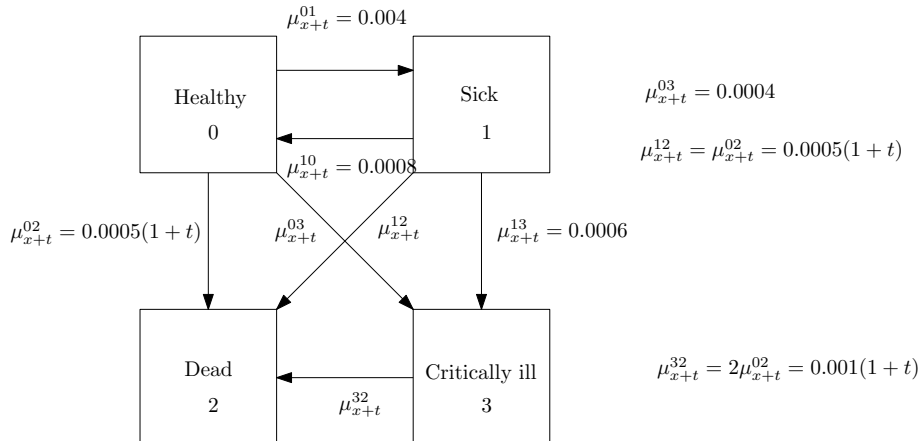 μ^{01}_{x+t} = 0.004
Healthy
0
Sick
1
μ^{03}_{x+t} = 0.0004
μ^{12}_{x+t} = μ^{02}_{x+t} = 0.0005(1 + t)
μ^{10}_{x+t} = 0.0008
μ^{02}_{x+t} = 0.0005(1 + t)
μ^{03}_{x+t}
μ^{12}_{x+t}
μ^{13}_{x+t} = 0.0006
Dead
2
Critically ill
3
μ^{32}_{x+t}
μ^{32}_{x+t} = 2μ^{02}_{x+t} = 0.001(1 + t)